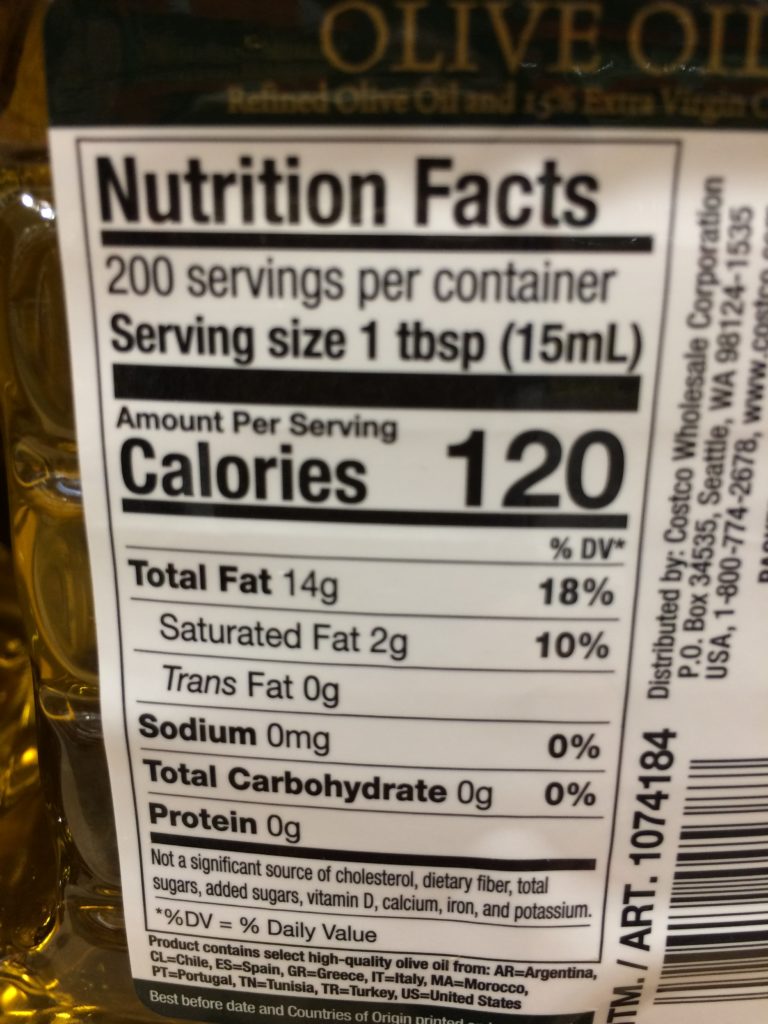 OLIVE OIL
Refined Olive Oil and 15% Extra Virgin
Nutrition Facts
200 servings per container
Serving size 1 tbsp (15mL)
Amount Per Serving
Calories 120
% DV*
Total Fat 14g 18%
Saturated Fat 2g 10%
Trans Fat 0g
Sodium 0mg 0%
Total Carbohydrate 0g 0%
Protein 0g
Not a significant source of cholesterol, dietary fiber, total
sugars, added sugars, vitamin D, calcium, iron, and potassium.
*%DV = % Daily Value
Product contains select high-quality olive oil from: AR=Argentina,
CL=Chile, ES=Spain, GR=Greece, IT=Italy, MA=Morocco,
PT=Portugal, TN=Tunisia, TR=Turkey, US=United States
Best before date and Countries of Origin printed
Distributed by: Costco Wholesale Corporation
P.O. Box 34535, Seattle, WA 98124-1535
USA, 1-800-774-2678, www.costco.com
ITM. / ART. 1074184